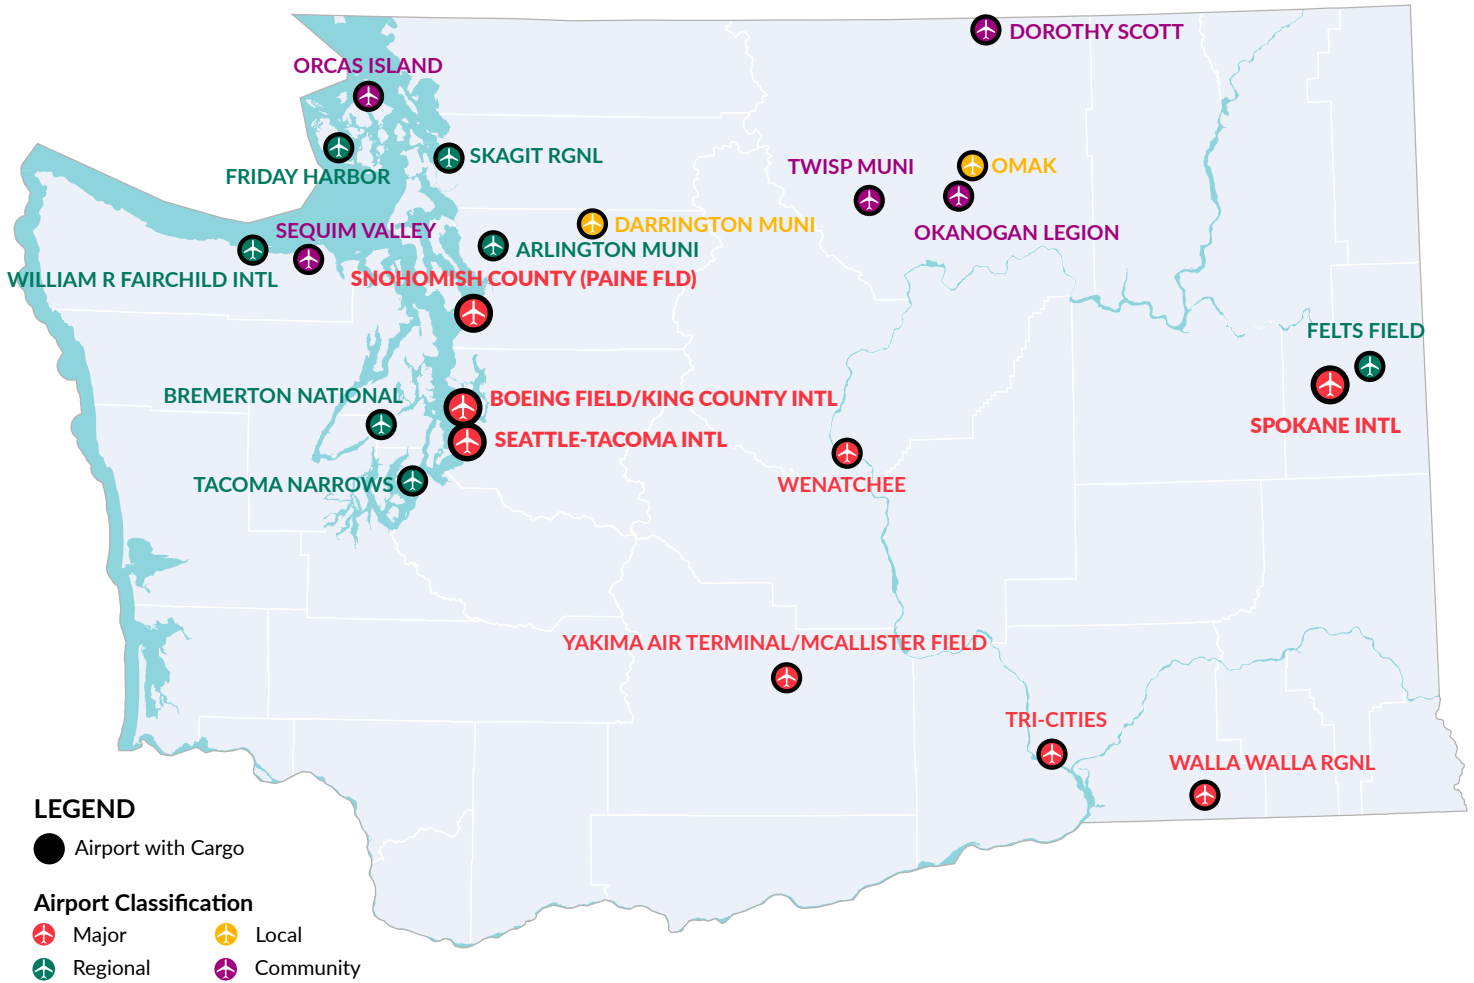 DOROTHY SCOTT
ORCAS ISLAND
SKAGIT RGNL
TWISP MUNI
OMAK
FRIDAY HARBOR
DARRINGTON MUNI
SEQUIM VALLEY
OKANOGAN LEGION
ARLINGTON MUNI
WILLIAM R FAIRCHILD INTL
SNOHOMISH COUNTY (PAINE FLD)
FELTS FIELD
BREMERTON NATIONAL
BOEING FIELD/KING COUNTY INTL
SPOKANE INTL
SEATTLE-TACOMA INTL
TACOMA NARROWS
WENATCHEE
YAKIMA AIR TERMINAL/MCALLISTER FIELD
TRI-CITIES
WALLA WALLA RGNL
LEGEND
Airport with Cargo
Airport Classification
Major
Local
Regional
Community